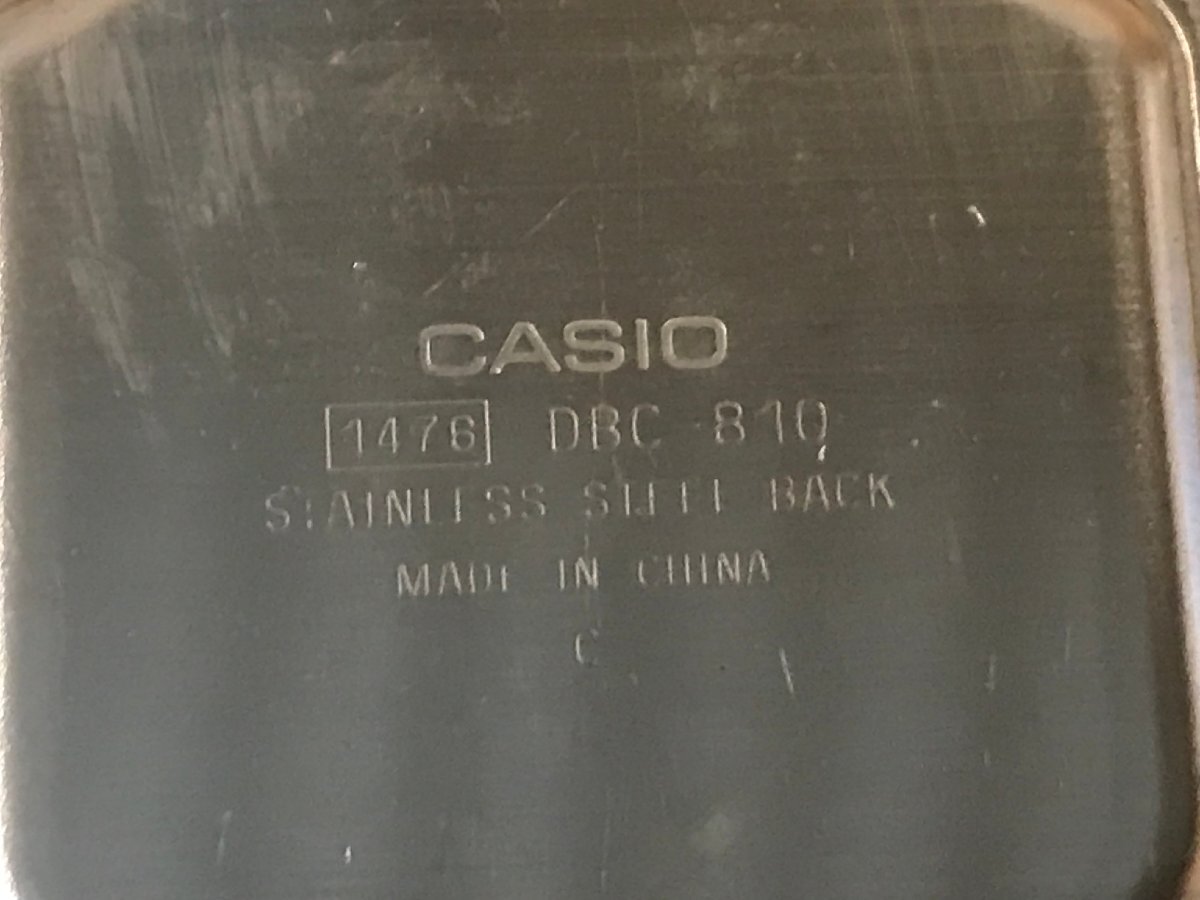 CASIO
1476 DBC-810
STAINLESS STEEL BACK
MADE IN CHINA
C